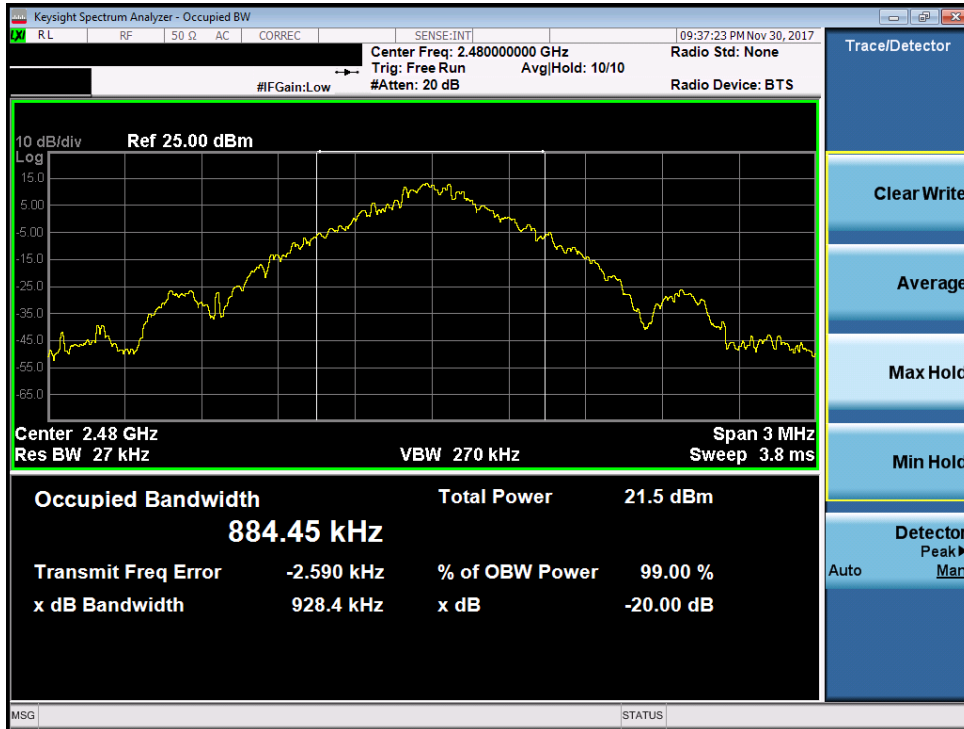 Keysight Spectrum Analyzer - Occupied BW
LXI RL RF 50 Ω AC CORREC SENSE:INT 09:37:23 PM Nov 30, 2017
Center Freq: 2.480000000 GHz Radio Std: None
Trig: Free Run Avg|Hold: 10/10
#IFGain:Low #Atten: 20 dB Radio Device: BTS
Trace/Detector
10 dB/div Ref 25.00 dBm
Log
15.0
5.00
-5.00
-15.0
-25.0
-35.0
-45.0
-55.0
-65.0
Center 2.48 GHz Span 3 MHz
Res BW 27 kHz VBW 270 kHz Sweep 3.8 ms
Occupied Bandwidth Total Power 21.5 dBm
884.45 kHz
Transmit Freq Error -2.590 kHz % of OBW Power 99.00 %
x dB Bandwidth 928.4 kHz x dB -20.00 dB
Clear Write
Average
Max Hold
Min Hold
Detector
Peak▶
Auto Man
MSG STATUS